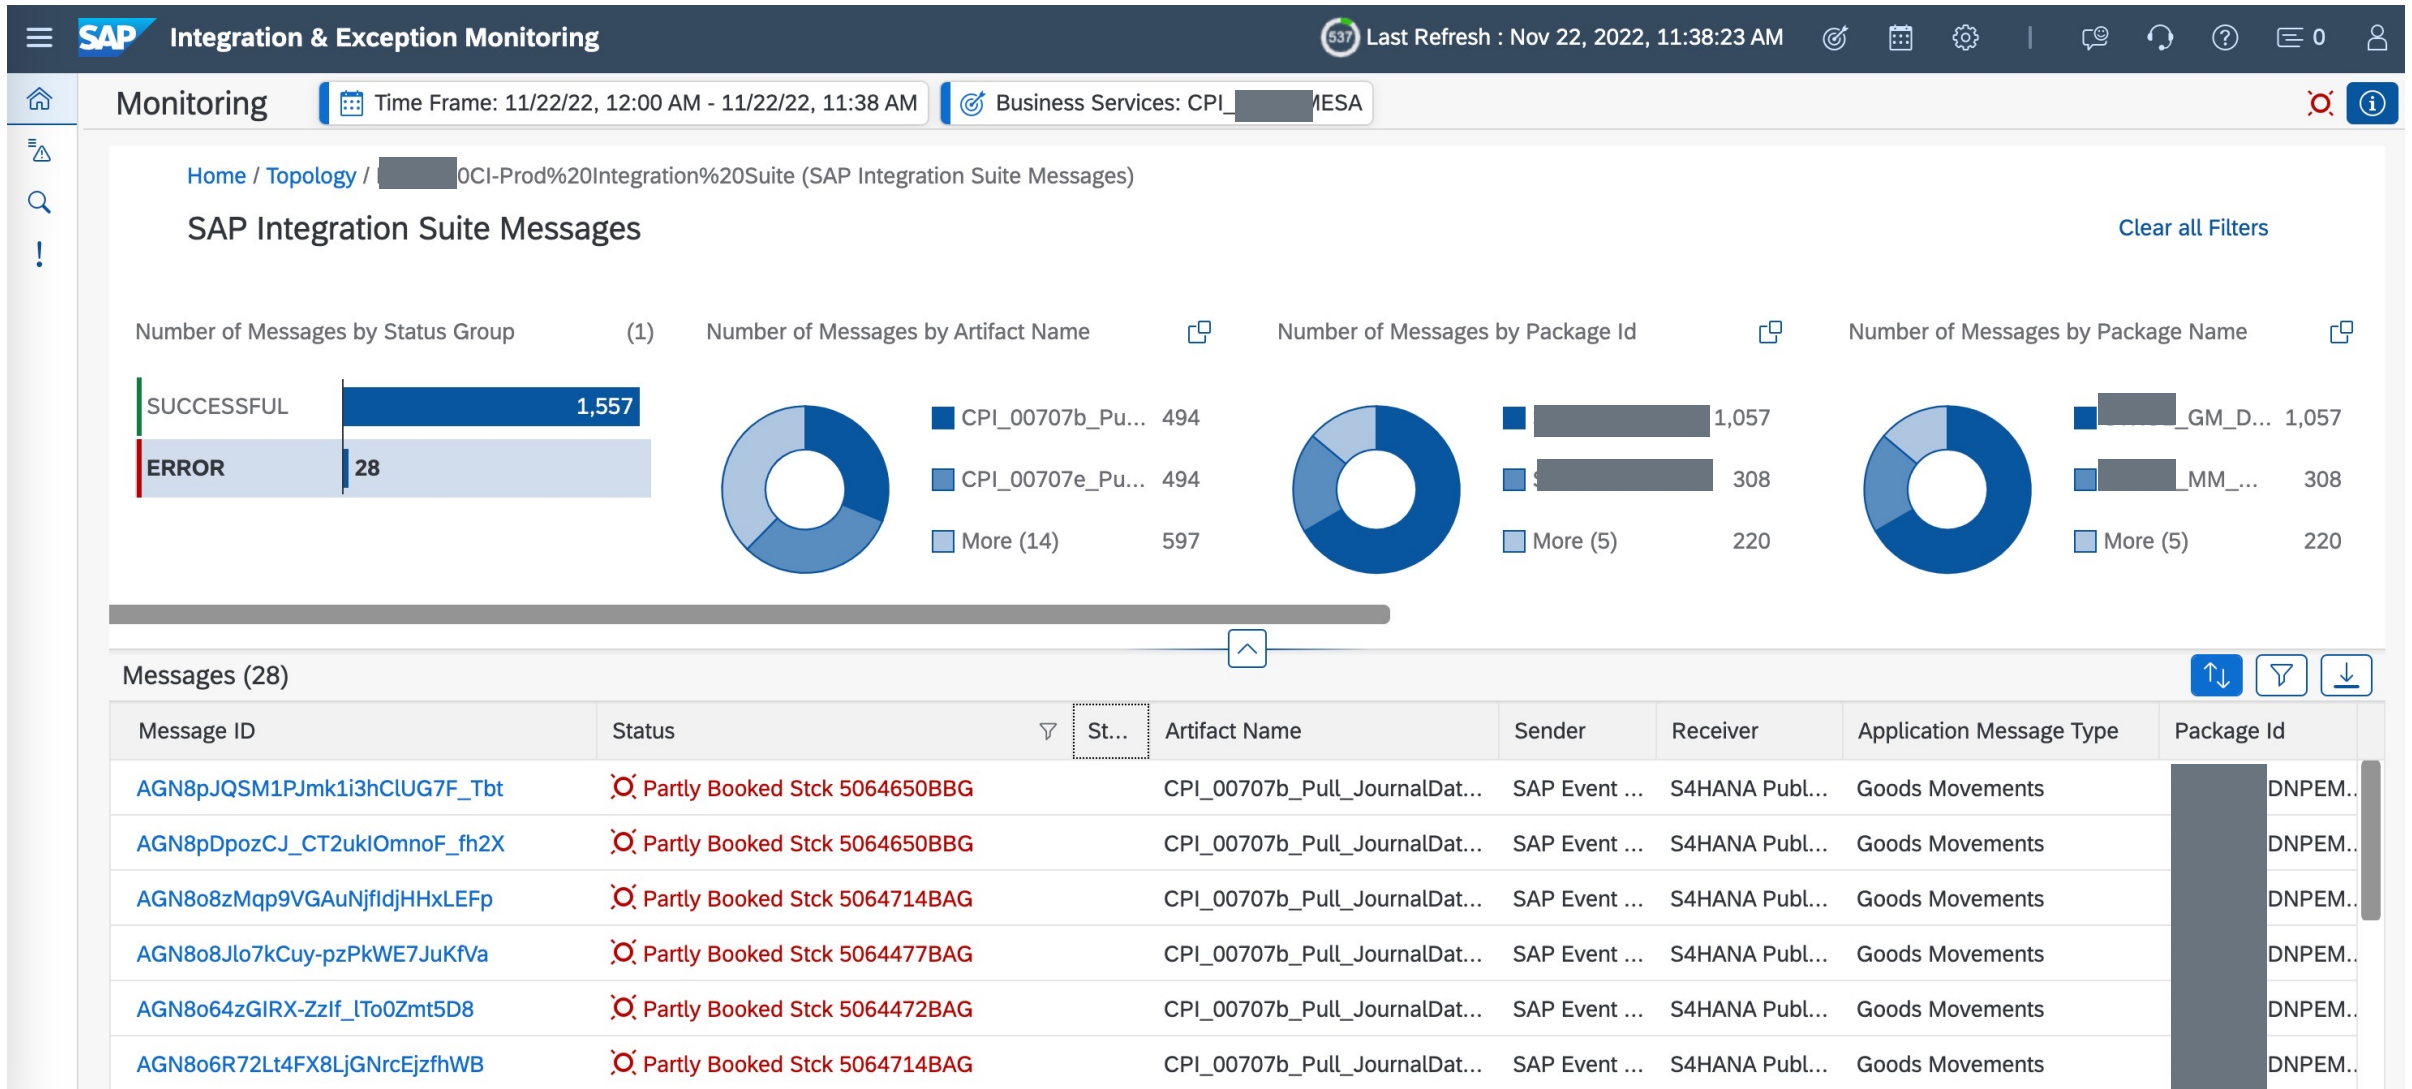 SAP Integration & Exception Monitoring
537 Last Refresh : Nov 22, 2022, 11:38:23 AM
0
Monitoring
Time Frame: 11/22/22, 12:00 AM - 11/22/22, 11:38 AM
Business Services: CPI_ MESA
Home / Topology / 0CI-Prod%20Integration%20Suite (SAP Integration Suite Messages)
SAP Integration Suite Messages
Clear all Filters
Number of Messages by Status Group (1)
SUCCESSFUL 1,557
ERROR 28
Number of Messages by Artifact Name
CPI_00707b_Pu... 494
CPI_00707e_Pu... 494
More (14) 597
Number of Messages by Package Id
1,057
308
More (5) 220
Number of Messages by Package Name
_GM_D... 1,057
_MM_... 308
More (5) 220
Messages (28)
Message ID Status St... Artifact Name Sender Receiver Application Message Type Package Id
AGN8pJQSM1PJmk1i3hClUG7F_Tbt Partly Booked Stck 5064650BBG CPI_00707b_Pull_JournalDat... SAP Event ... S4HANA Publ... Goods Movements DNPEM..
AGN8pDpozCJ_CT2ukIOmnoF_fh2X Partly Booked Stck 5064650BBG CPI_00707b_Pull_JournalDat... SAP Event ... S4HANA Publ... Goods Movements DNPEM..
AGN8o8zMqp9VGAuNjfIdjHHxLEFp Partly Booked Stck 5064714BAG CPI_00707b_Pull_JournalDat... SAP Event ... S4HANA Publ... Goods Movements DNPEM..
AGN8o8Jlo7kCuy-pzPkWE7JuKfVa Partly Booked Stck 5064477BAG CPI_00707b_Pull_JournalDat... SAP Event ... S4HANA Publ... Goods Movements DNPEM..
AGN8o64zGIRX-ZzIf_lTo0Zmt5D8 Partly Booked Stck 5064472BAG CPI_00707b_Pull_JournalDat... SAP Event ... S4HANA Publ... Goods Movements DNPEM..
AGN8o6R72Lt4FX8LjGNrcEjzfhWB Partly Booked Stck 5064714BAG CPI_00707b_Pull_JournalDat... SAP Event ... S4HANA Publ... Goods Movements DNPEM..